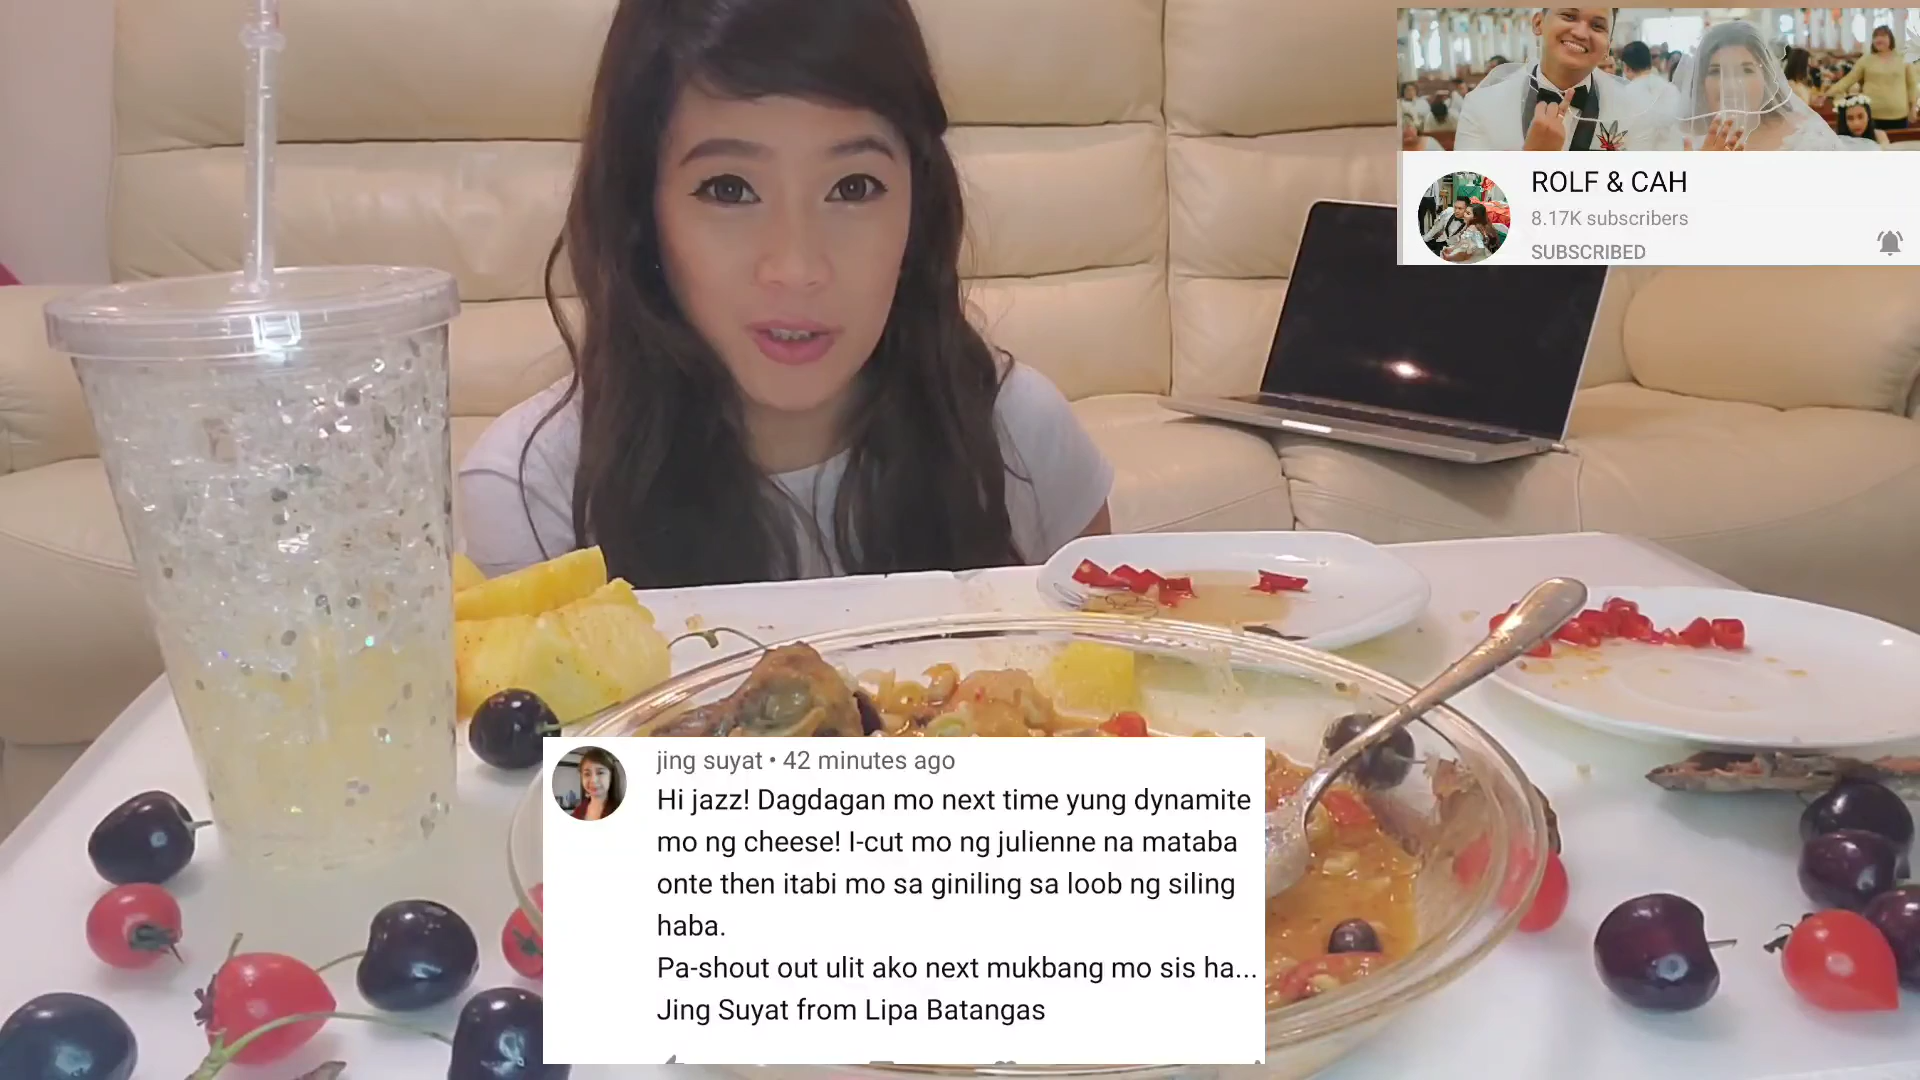 ROLF & CAH
8.17K subscribers
SUBSCRIBED
jing suyat • 42 minutes ago
Hi jazz! Dagdagan mo next time yung dynamite
mo ng cheese! I-cut mo ng julienne na mataba
onte then itabi mo sa giniling sa loob ng siling
haba.
Pa-shout out ulit ako next mukbang mo sis ha...
Jing Suyat from Lipa Batangas